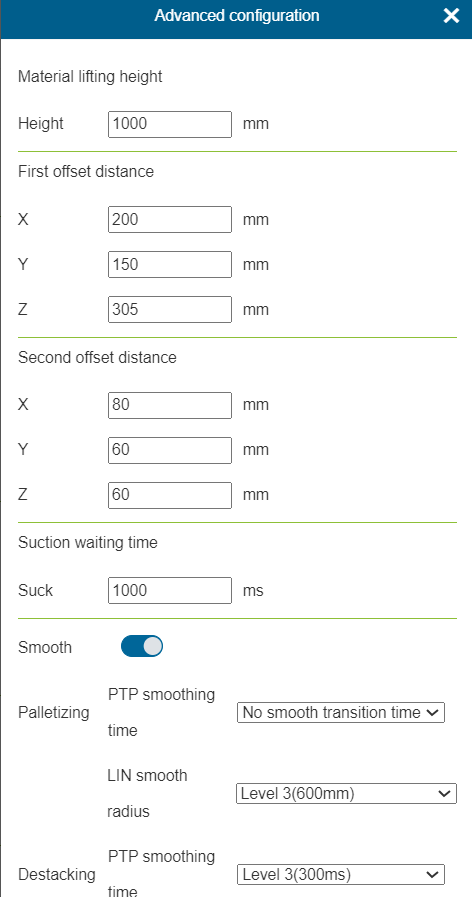 Advanced configuration
Material lifting height
Height 1000 mm
First offset distance
X 200 mm
Y 150 mm
Z 305 mm
Second offset distance
X 80 mm
Y 60 mm
Z 60 mm
Suction waiting time
Suck 1000 ms
Smooth
Palletizing PTP smoothing time No smooth transition time
LIN smooth radius Level 3(600mm)
Destacking PTP smoothing time Level 3(300ms)